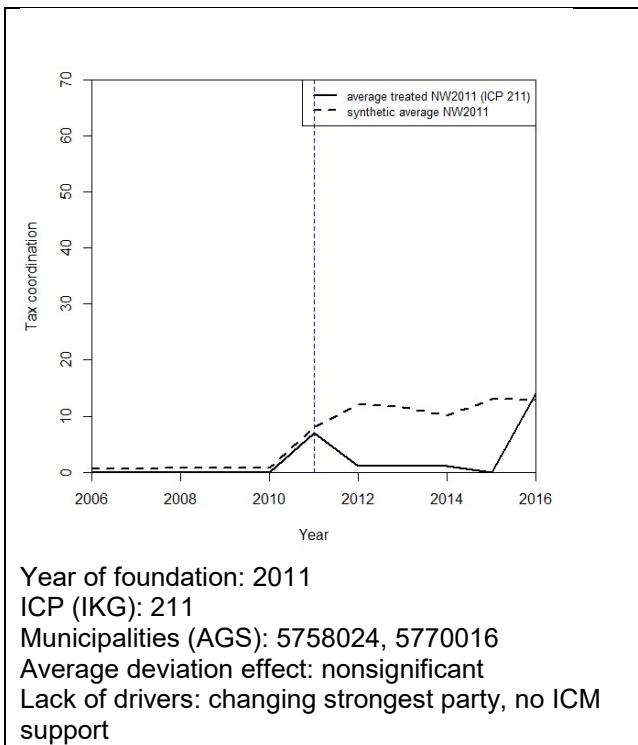 average treated NW2011 (ICP 211)
synthetic average NW2011
70
60
50
40
30
20
10
0
Tax coordination
2006 2008 2010 2012 2014 2016
Year
Year of foundation: 2011
ICP (IKG): 211
Municipalities (AGS): 5758024, 5770016
Average deviation effect: nonsignificant
Lack of drivers: changing strongest party, no ICM
support